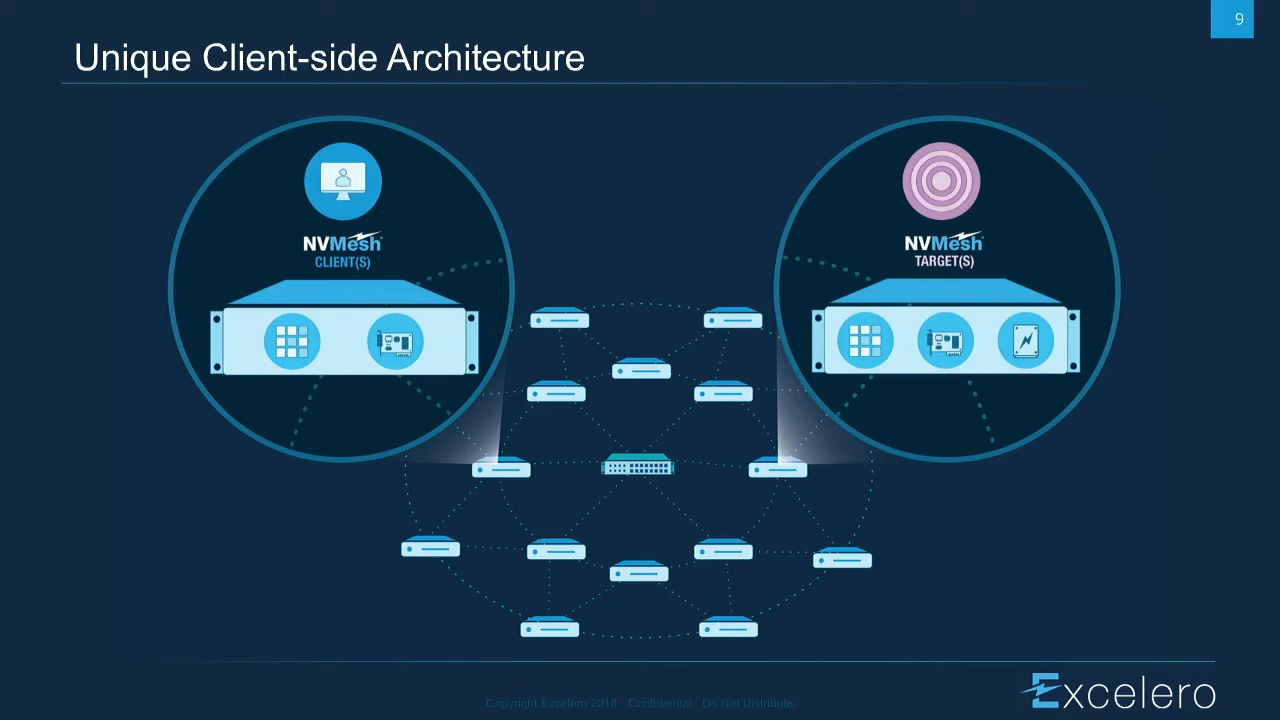 9
Unique Client-side Architecture
NVMesh
CLIENT(S)
NVMesh
TARGET(S)
Copyright Excelero 2018 . Confidential . Do Not Distribute
Excelero